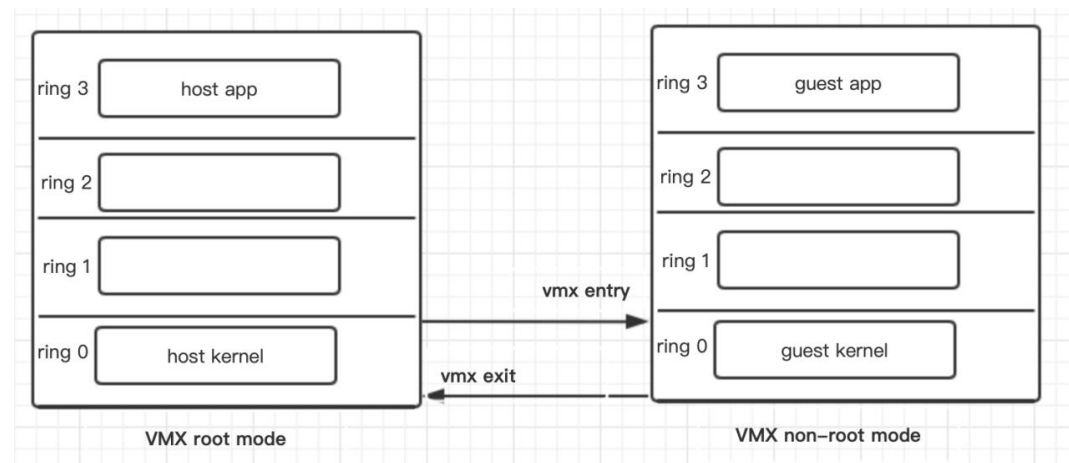 ring 3
host app
ring 2
ring 1
ring 0
host kernel
VMX root mode
vmx entry
vmx exit
ring 3
guest app
ring 2
ring 1
ring 0
guest kernel
VMX non-root mode